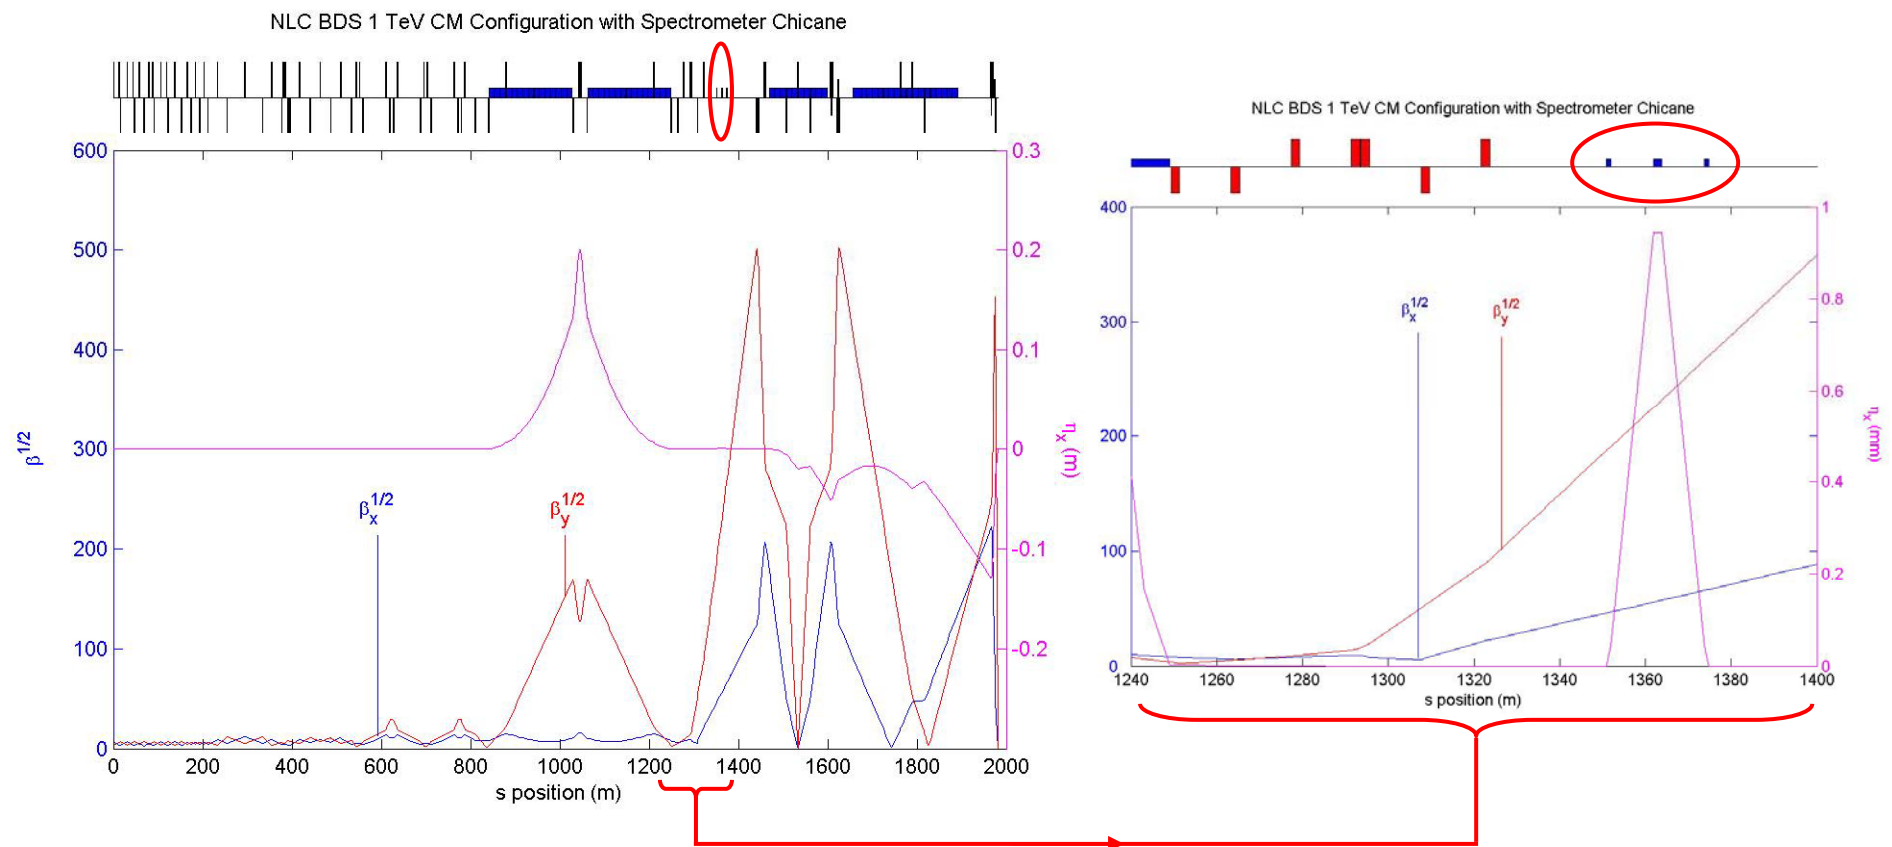 NLC BDS 1 TeV CM Configuration with Spectrometer Chicane
600
500
400
300
200
100
0
β1/2
0.3
0.2
0.1
0
-0.1
-0.2
ηx (m)
βx1/2
βy1/2
0 200 400 600 800 1000 1200 1400 1600 1800 2000
s position (m)
NLC BDS 1 TeV CM Configuration with Spectrometer Chicane
400
300
200
100
0
1
0.8
0.6
0.4
0.2
0
ηx (mm)
βx1/2
βy1/2
1240 1260 1280 1300 1320 1340 1360 1380 1400
s position (m)